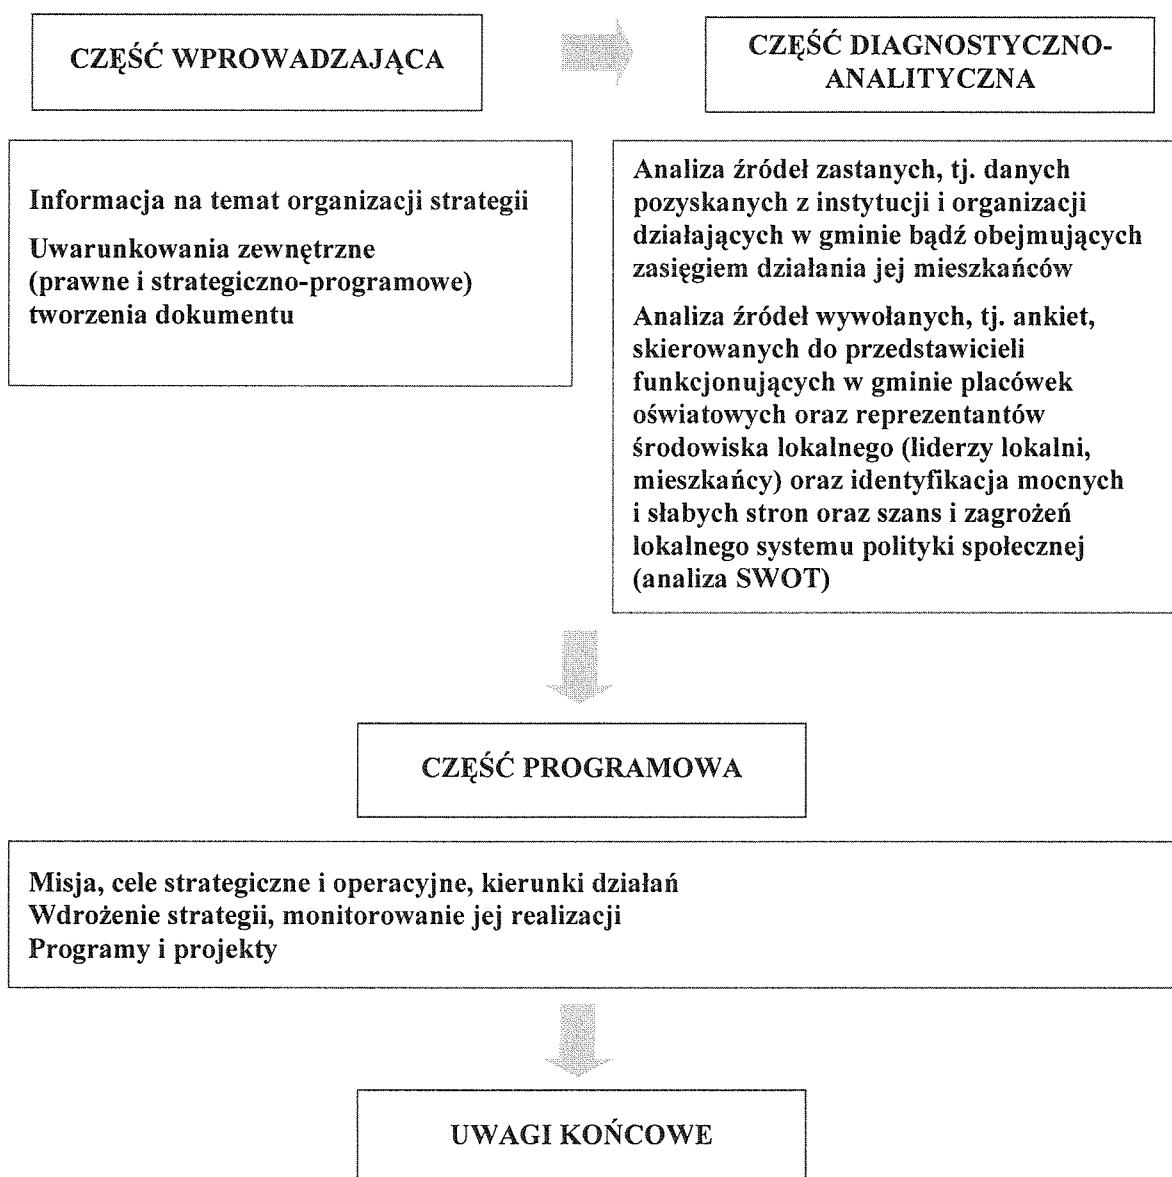 CZĘŚĆ WPROWADZAJĄCA
CZĘŚĆ DIAGNOSTYCZNO-
ANALITYCZNA
Informacja na temat organizacji strategii
Uwarunkowania zewnętrzne
(prawne i strategiczno-programowe)
tworzenia dokumentu
Analiza źródeł zastanych, tj. danych
pozyskanych z instytucji i organizacji
działających w gminie bądź obejmujących
zasięgiem działania jej mieszkańców
Analiza źródeł wywołanych, tj. ankiet,
skierowanych do przedstawicieli
funkcjonujących w gminie placówek
oświatowych oraz reprezentantów
środowiska lokalnego (liderzy lokalni,
mieszkańcy) oraz identyfikacja mocnych
i słabych stron oraz szans i zagrożeń
lokalnego systemu polityki społecznej
(analiza SWOT)
CZĘŚĆ PROGRAMOWA
Misja, cele strategiczne i operacyjne, kierunki działań
Wdrożenie strategii, monitorowanie jej realizacji
Programy i projekty
UWAGI KOŃCOWE